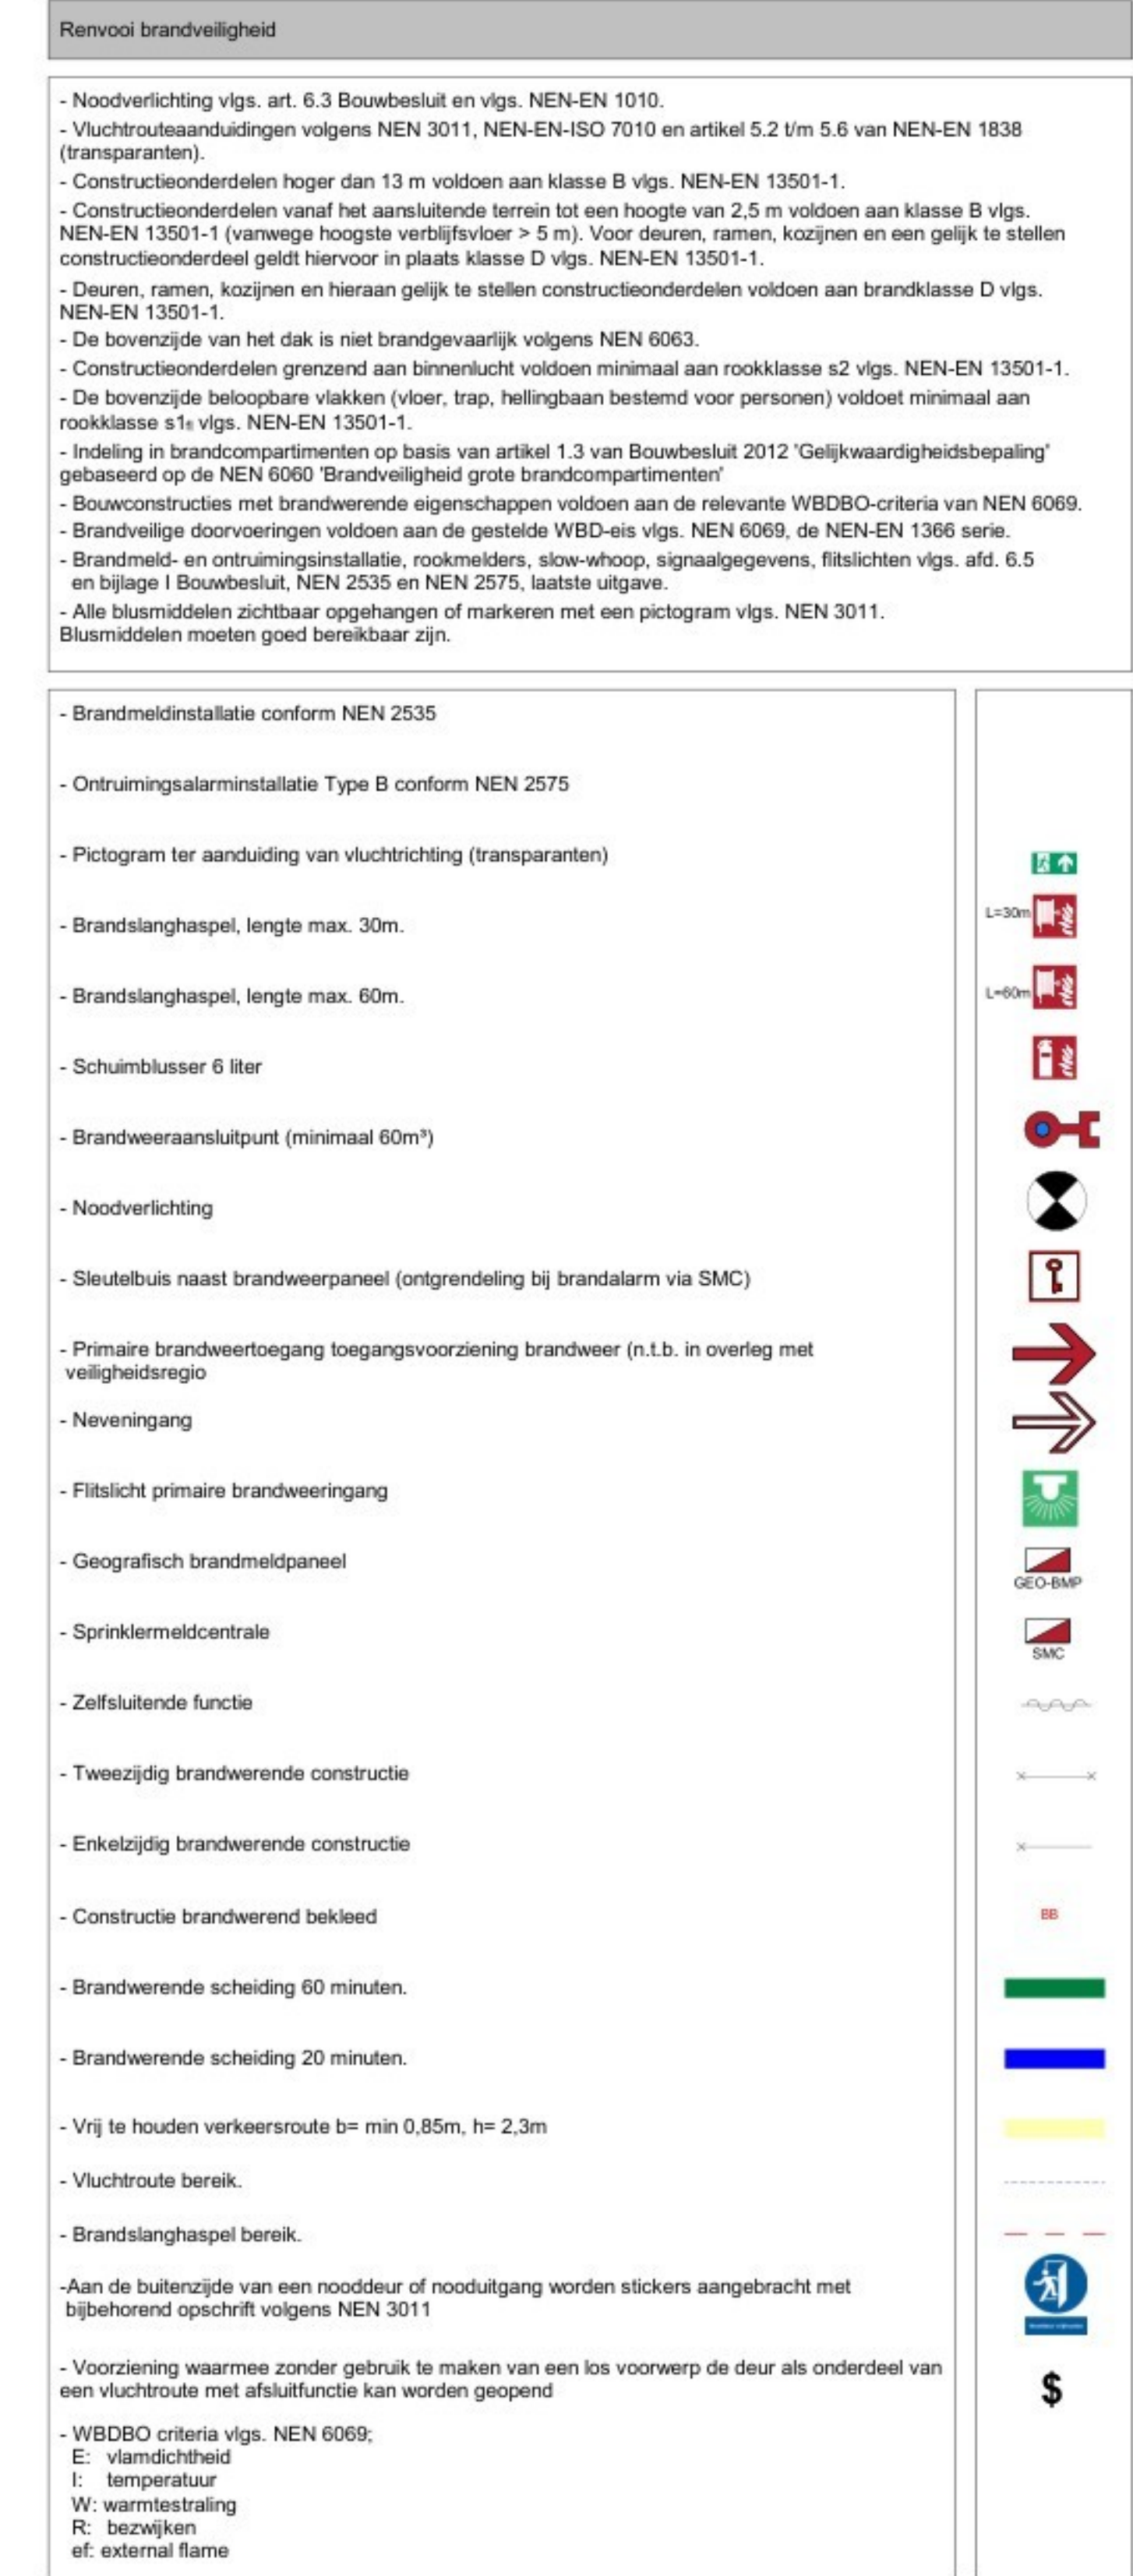 Renvooi brandveiligheid
- Noodverlichting vlgs. art. 6.3 Bouwbesluit en vlgs. NEN-EN 1010.
- Vluchtrouteaanduidingen volgens NEN 3011, NEN-EN-ISO 7010 en artikel 5.2 t/m 5.6 van NEN-EN 1838
(transparanten).
- Constructieonderdelen hoger dan 13 m voldoen aan klasse B vlgs. NEN-EN 13501-1.
- Constructieonderdelen vanaf het aansluitende terrein tot een hoogte van 2,5 m voldoen aan klasse B vlgs.
NEN-EN 13501-1 (vanwege hoogste verblijfsvloer > 5 m). Voor deuren, ramen, kozijnen en een gelijk te stellen
constructieonderdeel geldt hiervoor in plaats klasse D vlgs. NEN-EN 13501-1.
- Deuren, ramen, kozijnen en hieraan gelijk te stellen constructieonderdelen voldoen aan brandklasse D vlgs.
NEN-EN 13501-1.
- De bovenzijde van het dak is niet brandgevaarlijk volgens NEN 6063.
- Constructieonderdelen grenzend aan binnenlucht voldoen minimaal aan rookklasse s2 vlgs. NEN-EN 13501-1.
- De bovenzijde beloopbare vlakken (vloer, trap, hellingbaan bestemd voor personen) voldoet minimaal aan
rookklasse s1fl vlgs. NEN-EN 13501-1.
- Indeling in brandcompartimenten op basis van artikel 1.3 van Bouwbesluit 2012 'Gelijkwaardigheidsbepaling'
gebaseerd op de NEN 6060 'Brandveiligheid grote brandcompartimenten'
- Bouwconstructies met brandwerende eigenschappen voldoen aan de relevante WBDBO-criteria van NEN 6069.
- Brandveilige doorvoeringen voldoen aan de gestelde WBD-eis vlgs. NEN 6069, de NEN-EN 1366 serie.
- Brandmeld- en ontruimingsinstallatie, rookmelders, slow-whoop, signaalgegevens, flitslichten vlgs. afd. 6.5
en bijlage I Bouwbesluit, NEN 2535 en NEN 2575, laatste uitgave.
- Alle blusmiddelen zichtbaar opgehangen of markeren met een pictogram vlgs. NEN 3011.
Blusmiddelen moeten goed bereikbaar zijn.
- Brandmeldinstallatie conform NEN 2535
- Ontruimingsalarminstallatie Type B conform NEN 2575
- Pictogram ter aanduiding van vluchtrichting (transparanten)
- Brandslanghaspel, lengte max. 30m.
L=30m
- Brandslanghaspel, lengte max. 60m.
L=60m
- Schuimblusser 6 liter
- Brandweeraansluitpunt (minimaal 60m³)
- Noodverlichting
- Sleutelbuis naast brandweerpaneel (ontgrendeling bij brandalarm via SMC)
- Primaire brandweertoegang toegangsvoorziening brandweer (n.t.b. in overleg met
veiligheidsregio
- Neveningang
- Flitslicht primaire brandweeringang
- Geografisch brandmeldpaneel
GEO-BMP
- Sprinklermeldcentrale
SMC
- Zelfsluitende functie
- Tweezijdig brandwerende constructie
- Enkelzijdig brandwerende constructie
- Constructie brandwerend bekleed
BB
- Brandwerende scheiding 60 minuten.
- Brandwerende scheiding 20 minuten.
- Vrij te houden verkeersroute b= min 0,85m, h= 2,3m
- Vluchtroute bereik.
- Brandslanghaspel bereik.
-Aan de buitenzijde van een nooddeur of nooduitgang worden stickers aangebracht met
bijbehorend opschrift volgens NEN 3011
- Voorziening waarmee zonder gebruik te maken van een los voorwerp de deur als onderdeel van
een vluchtroute met afsluitfunctie kan worden geopend
$
- WBDBO criteria vlgs. NEN 6069;
E: vlamdichtheid
I: temperatuur
W: warmtestraling
R: bezwijken
ef: external flame